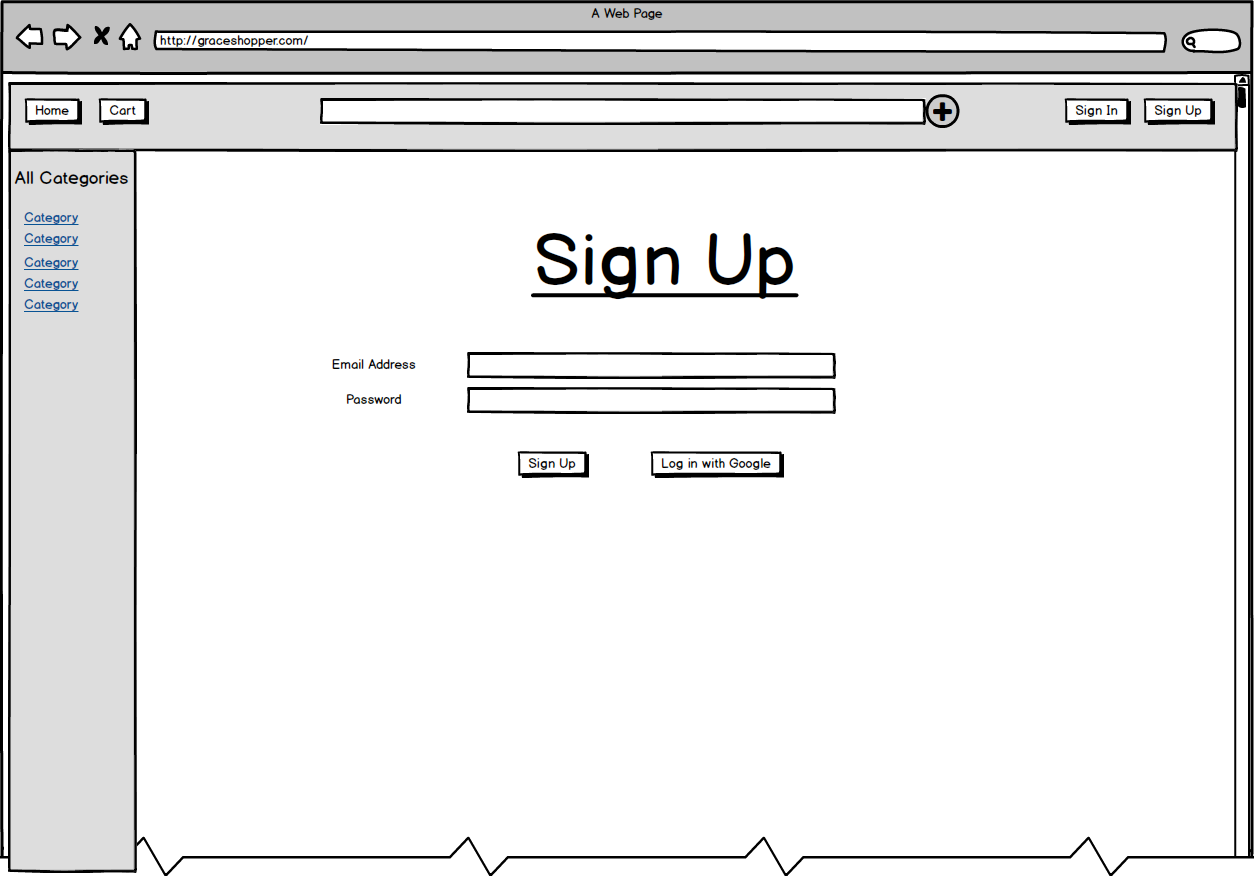 A Web Page
http://graceshopper.com/
Home Cart Sign In Sign Up
All Categories
Category
Category
Category
Category
Category
Sign Up
Email Address
Password
Sign Up Log in with Google